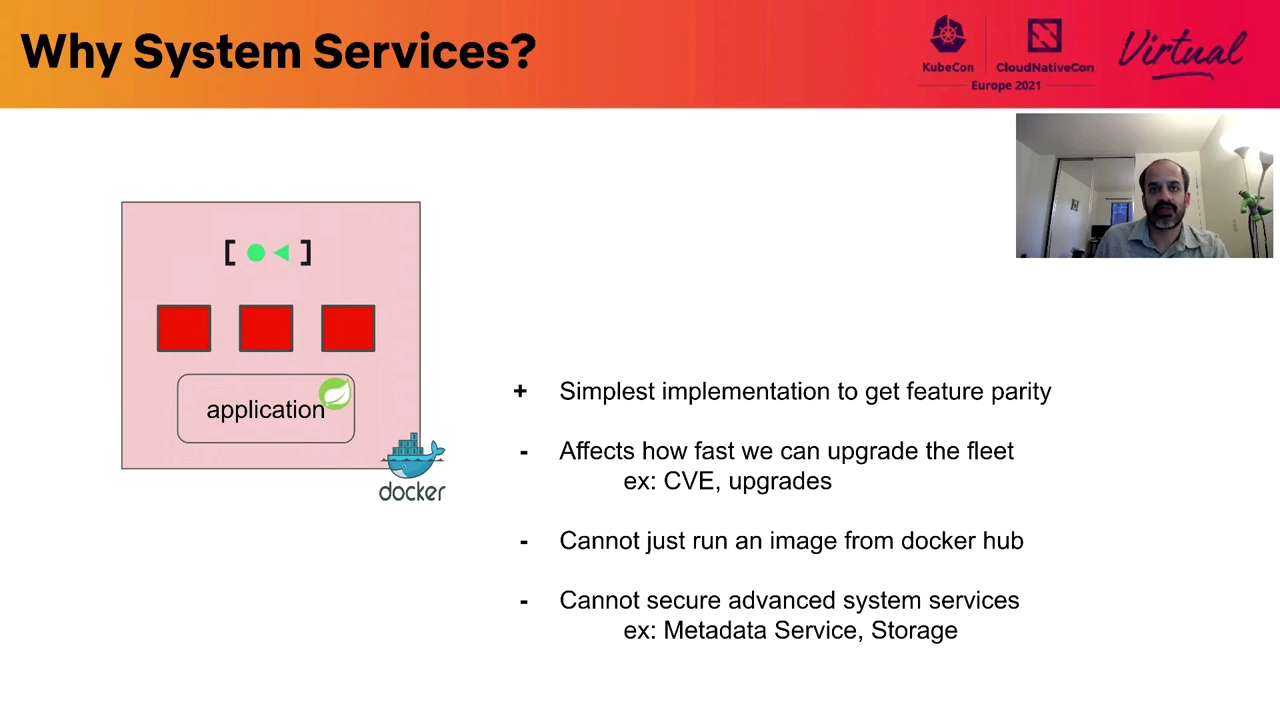 Why System Services?
KubeCon
CloudNativeCon
Europe 2021
Virtual
[ ]
application
docker
+ Simplest implementation to get feature parity
- Affects how fast we can upgrade the fleet
ex: CVE, upgrades
- Cannot just run an image from docker hub
- Cannot secure advanced system services
ex: Metadata Service, Storage